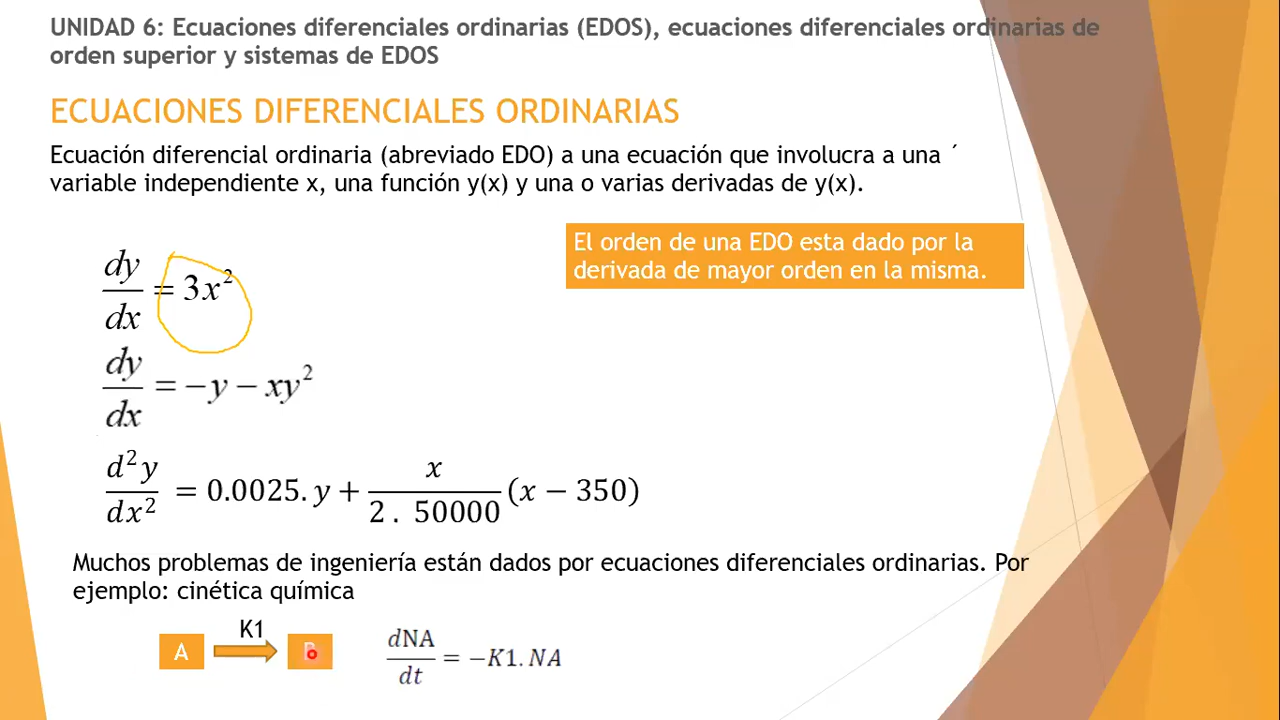 UNIDAD 6: Ecuaciones diferenciales ordinarias (EDOS), ecuaciones diferenciales ordinarias de
orden superior y sistemas de EDOS
ECUACIONES DIFERENCIALES ORDINARIAS
Ecuación diferencial ordinaria (abreviado EDO) a una ecuación que involucra a una ´
variable independiente x, una función y(x) y una o varias derivadas de y(x).
El orden de una EDO esta dado por la
derivada de mayor orden en la misma.
dy/dx = 3x²
dy/dx = −y − xy²
d²y/dx² = 0.0025. y + x/(2 . 50000) (x − 350)
Muchos problemas de ingeniería están dados por ecuaciones diferenciales ordinarias. Por
ejemplo: cinética química
K1
A B
dNA/dt = −K1. NA